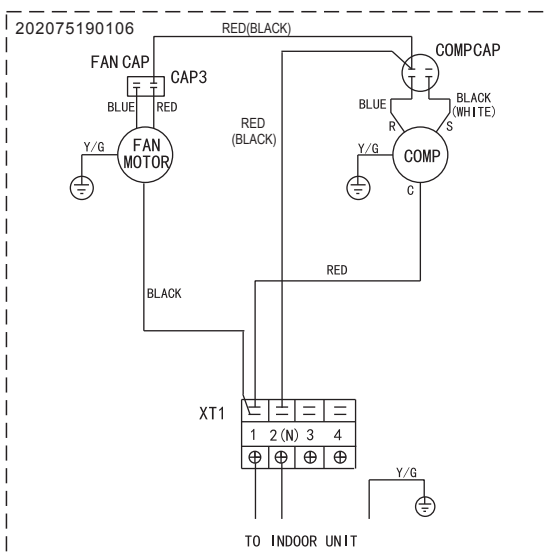 202075190106
RED(BLACK)
FAN CAP
CAP3
COMPCAP
BLUE
RED
BLUE
BLACK
(WHITE)
RED
(BLACK)
R
S
Y/G
FAN
MOTOR
Y/G
COMP
C
RED
BLACK
XT1
1 2(N) 3 4
Y/G
TO INDOOR UNIT